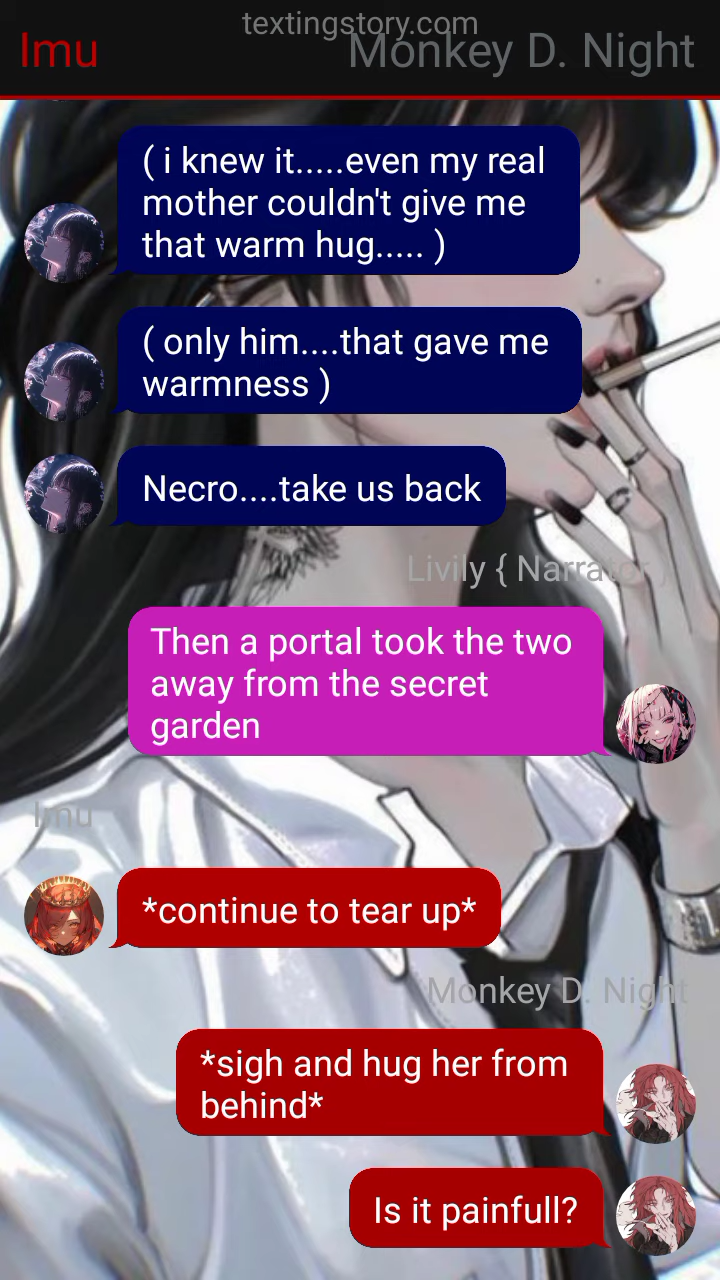 textingstory.com
Imu
Monkey D. Night
( i knew it.....even my real
mother couldn't give me
that warm hug..... )
( only him....that gave me
warmness )
Necro....take us back
Livily { Narrator }
Then a portal took the two
away from the secret
garden
Imu
*continue to tear up*
Monkey D. Night
*sigh and hug her from
behind*
Is it painfull?